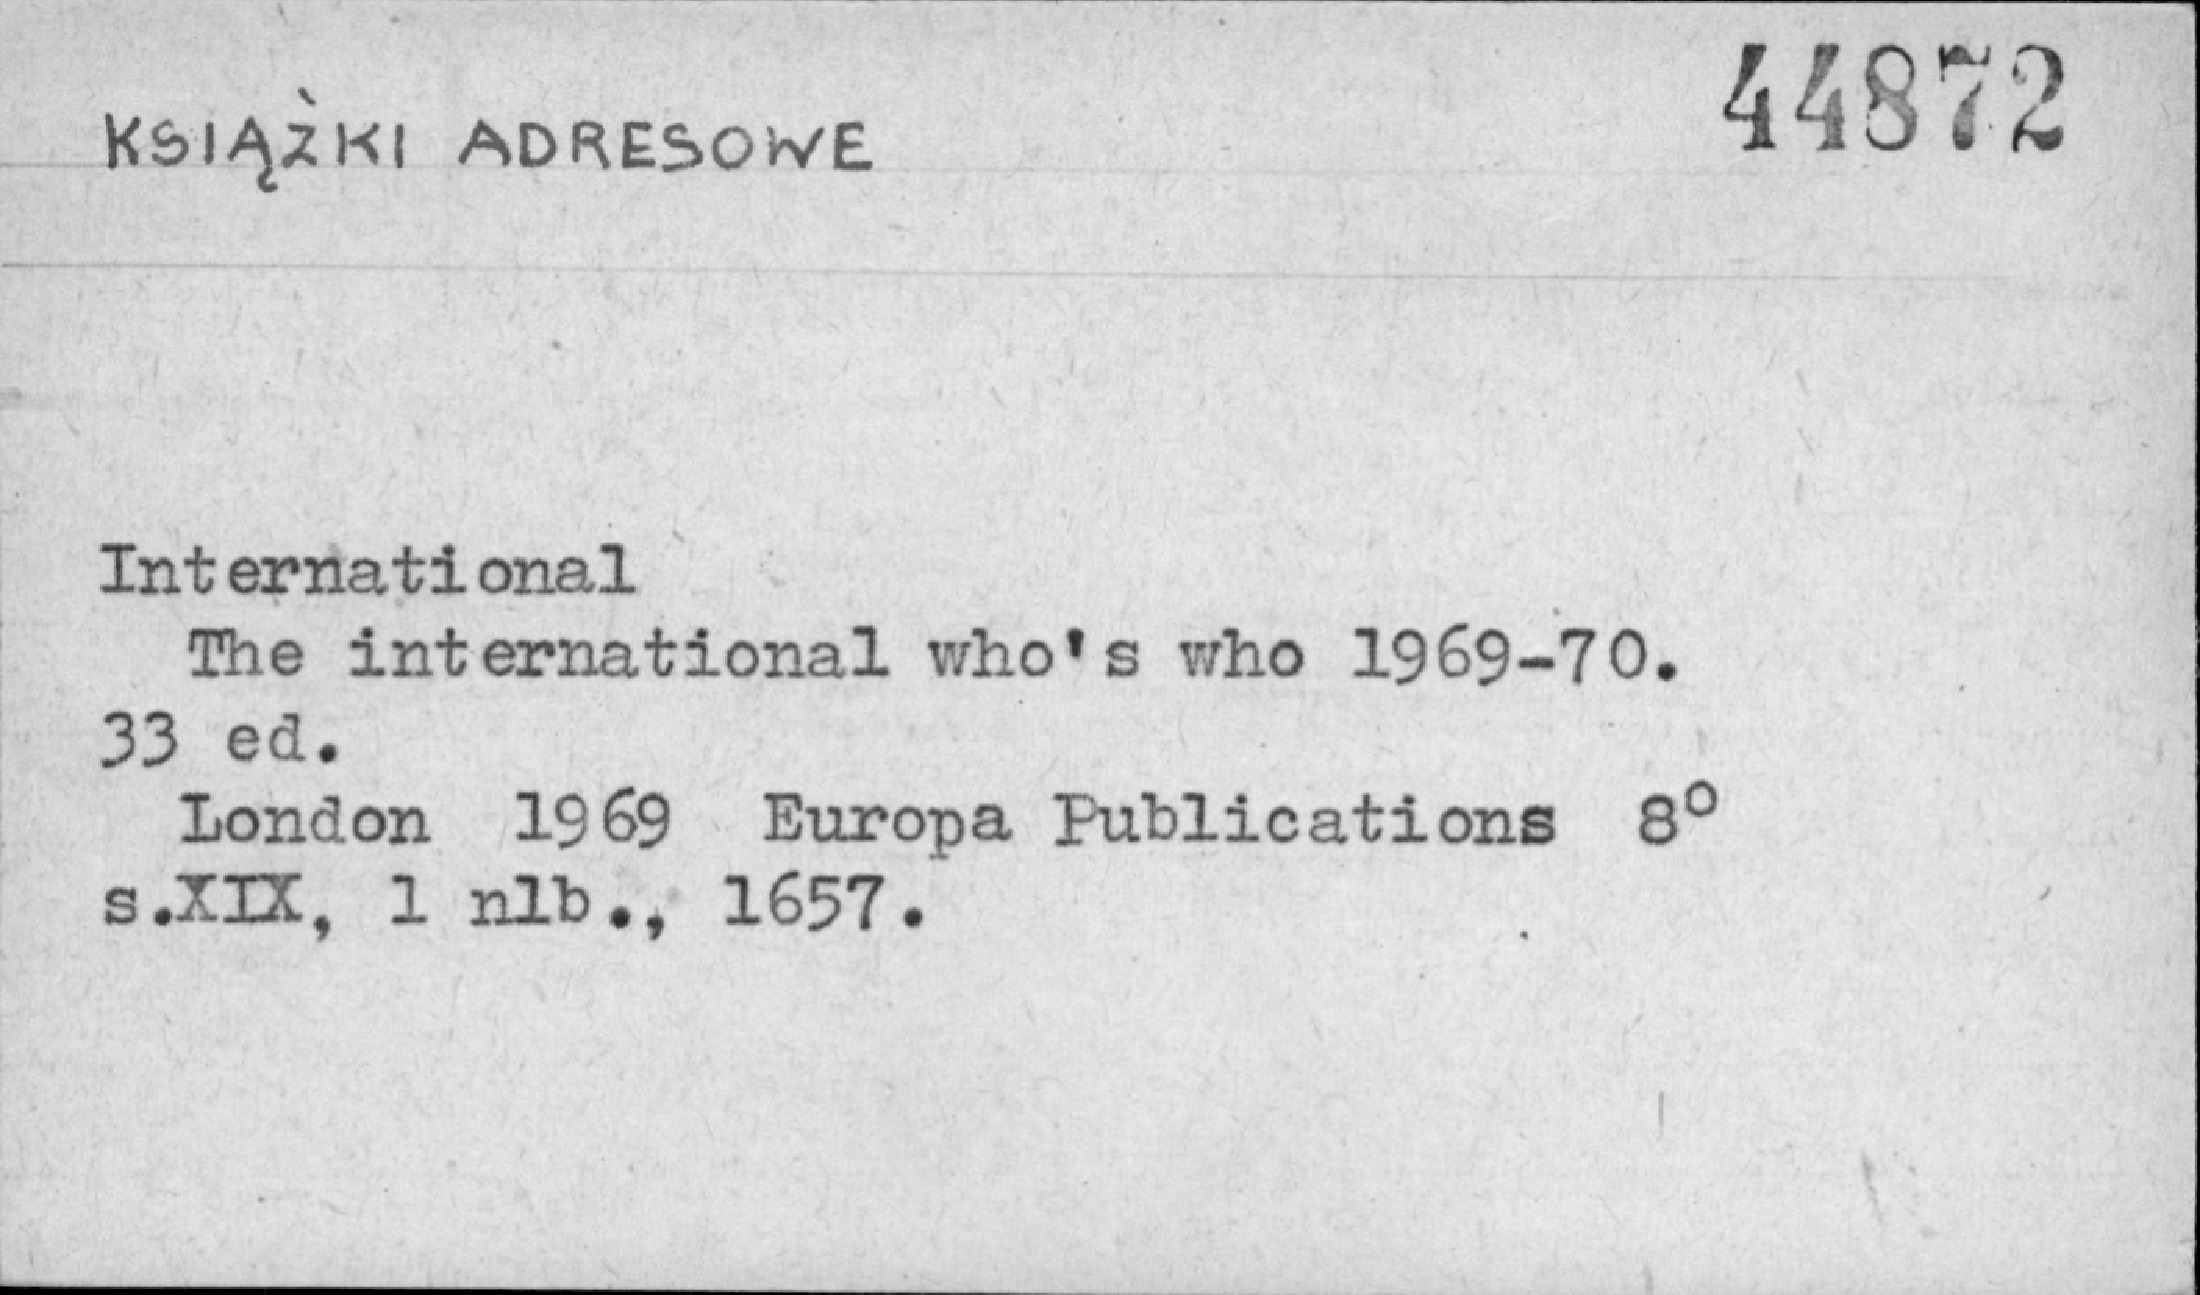 44872
KSIĄŻKI ADRESOWE
International
The international who's who 1969-70.
33 ed.
London 1969 Europa Publications 8°
s.XIX, 1 nlb., 1657.